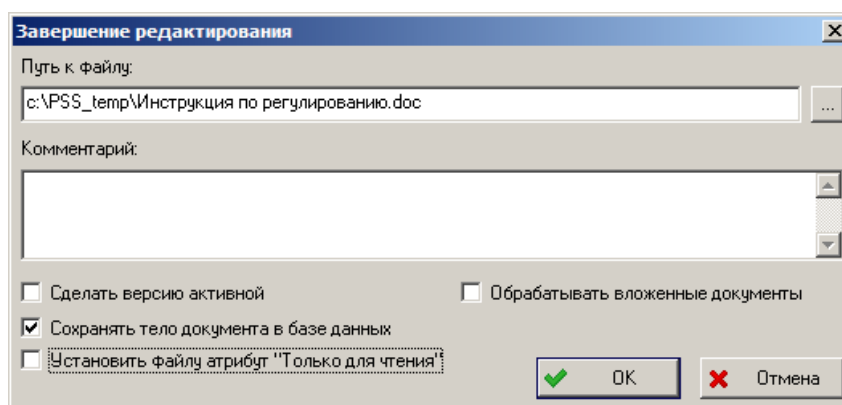 Завершение редактирования
Путь к файлу:
c:\PSS_temp\Инструкция по регулированию.doc
...
Комментарий:
Сделать версию активной
Обрабатывать вложенные документы
Сохранять тело документа в базе данных
Установить файлу атрибут "Только для чтения"
OK
Отмена